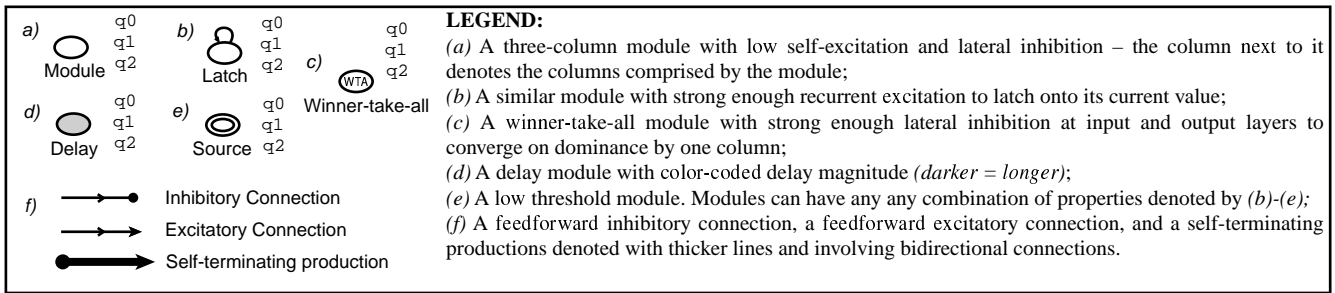 a)
q0
q1
q2
Module
b)
q0
q1
q2
Latch
c)
q0
q1
q2
WTA
Winner-take-all
d)
q0
q1
q2
Delay
e)
q0
q1
q2
Source
f)
Inhibitory Connection
Excitatory Connection
Self-terminating production
LEGEND:
(a) A three-column module with low self-excitation and lateral inhibition – the column next to it
denotes the columns comprised by the module;
(b) A similar module with strong enough recurrent excitation to latch onto its current value;
(c) A winner-take-all module with strong enough lateral inhibition at input and output layers to
converge on dominance by one column;
(d) A delay module with color-coded delay magnitude (darker = longer);
(e) A low threshold module. Modules can have any any combination of properties denoted by (b)-(e);
(f) A feedforward inhibitory connection, a feedforward excitatory connection, and a self-terminating
productions denoted with thicker lines and involving bidirectional connections.